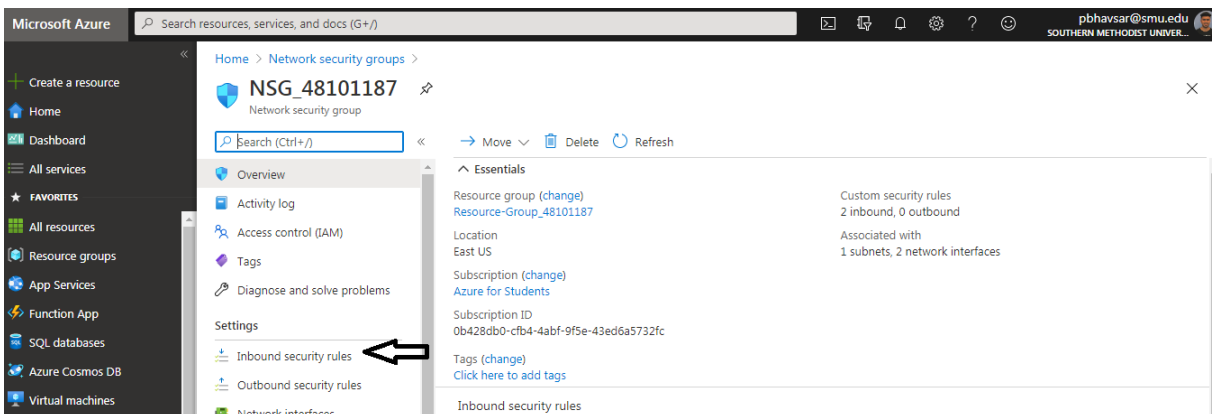 Microsoft Azure
Search resources, services, and docs (G+/)
pbhavsar@smu.edu
SOUTHERN METHODIST UNIVER...
Create a resource
Home
Dashboard
All services
FAVORITES
All resources
Resource groups
App Services
Function App
SQL databases
Azure Cosmos DB
Virtual machines
Home > Network security groups >
NSG_48101187
Network security group
Search (Ctrl+/)
Overview
Activity log
Access control (IAM)
Tags
Diagnose and solve problems
Settings
Inbound security rules
Outbound security rules
Network interfaces
Move
Delete
Refresh
Essentials
Resource group (change)
Resource-Group_48101187
Location
East US
Subscription (change)
Azure for Students
Subscription ID
0b428db0-cfb4-4abf-9f5e-43ed6a5732fc
Tags (change)
Click here to add tags
Custom security rules
2 inbound, 0 outbound
Associated with
1 subnets, 2 network interfaces
Inbound security rules